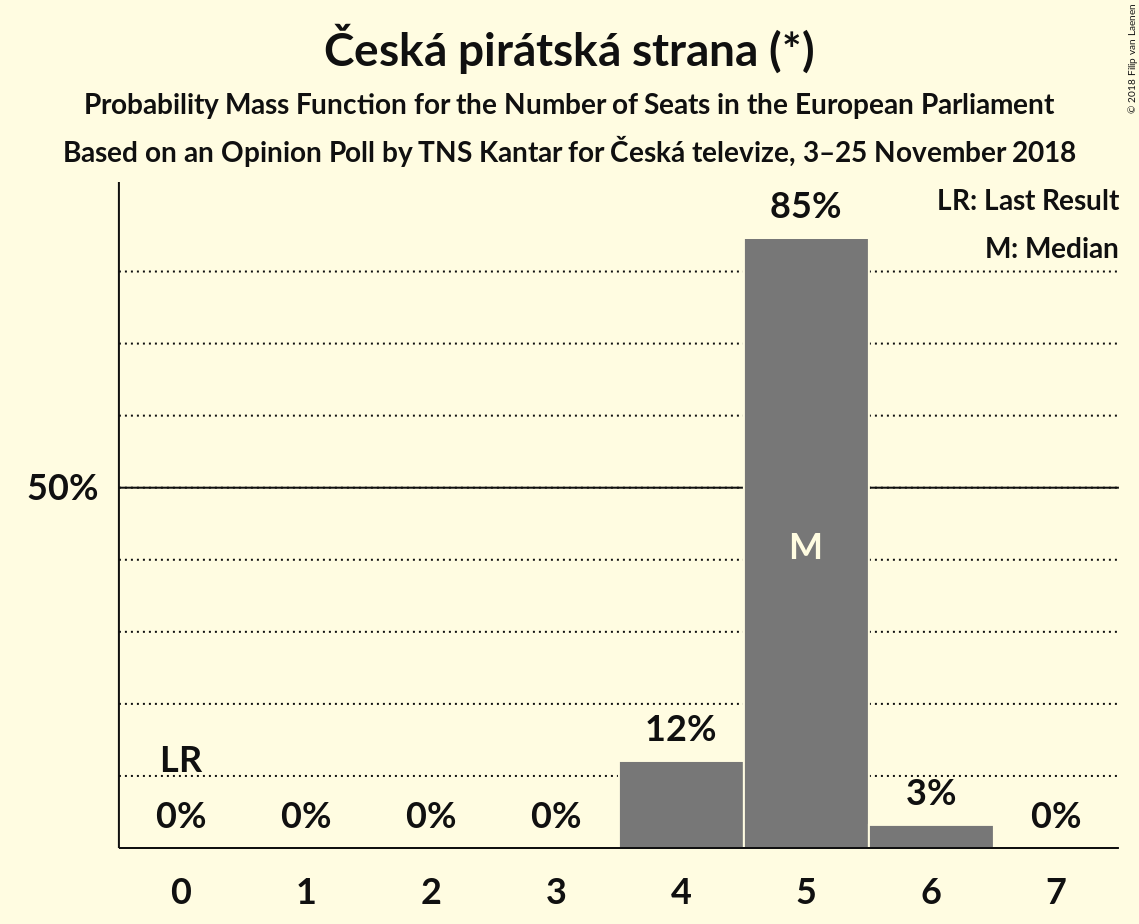 Česká pirátská strana (*)
Probability Mass Function for the Number of Seats in the European Parliament
Based on an Opinion Poll by TNS Kantar for Česká televize, 3–25 November 2018
© 2018 Filip van Laenen
LR: Last Result
M: Median
85%
50%
M
12%
LR
3%
0% 0% 0% 0% 0%
0 1 2 3 4 5 6 7